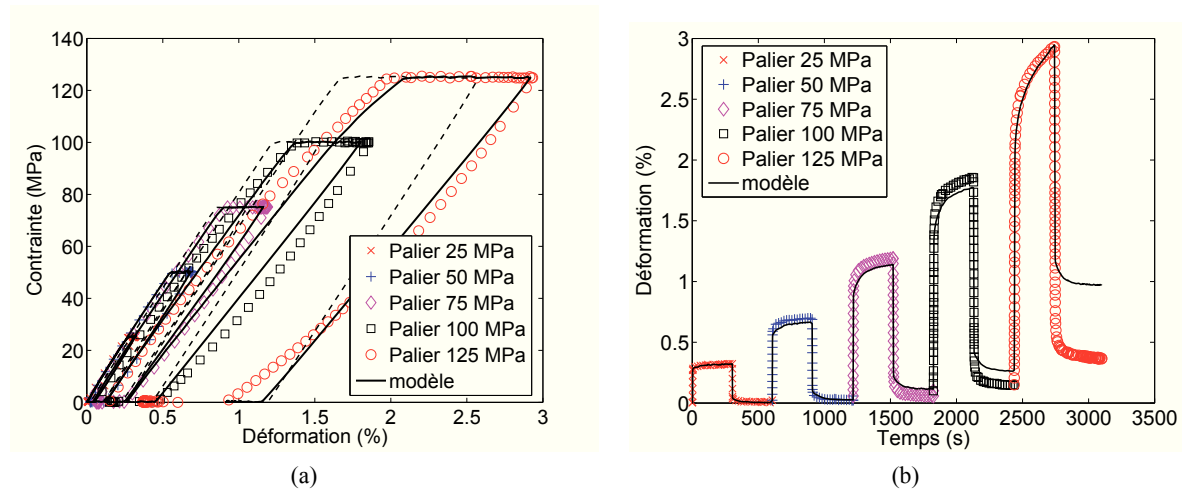 140
120
100
80
60
40
20
0
Contrainte (MPa)
0
0.5
1
1.5
2
2.5
3
Déformation (%)
Palier 25 MPa
Palier 50 MPa
Palier 75 MPa
Palier 100 MPa
Palier 125 MPa
modèle
(a)
3
2.5
2
1.5
1
0.5
0
Déformation (%)
0
500
1000
1500
2000
2500
3000
3500
Temps (s)
Palier 25 MPa
Palier 50 MPa
Palier 75 MPa
Palier 100 MPa
Palier 125 MPa
modèle
(b)